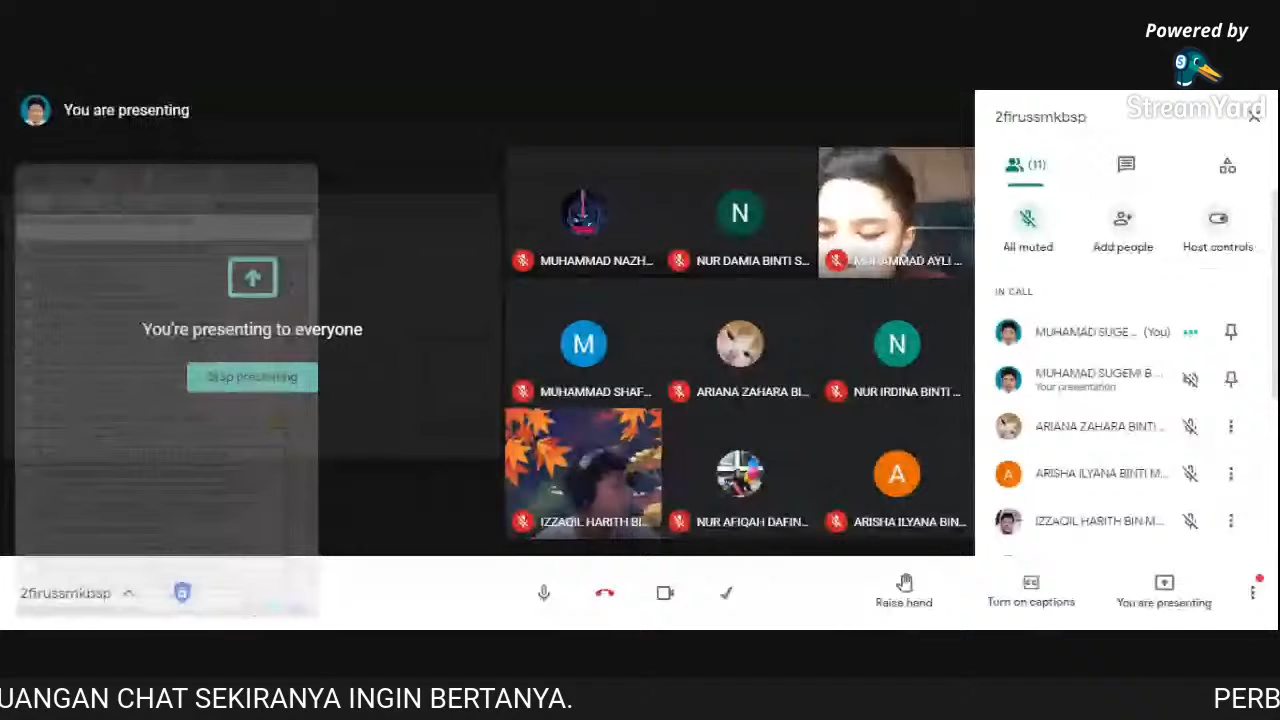 Powered by
StreamYard
You are presenting
2firussmkbsp
(11)
All muted
Add people
Host controls
IN CALL
MUHAMAD SUGE... (You)
MUHAMAD SUGEMI B...
Your presentation
ARIANA ZAHARA BINTI ...
ARISHA ILYANA BINTI M...
IZZAQIL HARITH BIN M...
You're presenting to everyone
Stop presenting
MUHAMMAD NAZH...
N
NUR DAMIA BINTI S...
MUHAMMAD AYLI ...
M
MUHAMMAD SHAF...
ARIANA ZAHARA BI...
N
NUR IRDINA BINTI ...
IZZAQIL HARITH BI...
NUR AFIQAH DAFIN...
A
ARISHA ILYANA BIN...
2firussmkbsp
Raise hand
Turn on captions
You are presenting
UANGAN CHAT SEKIRANYA INGIN BERTANYA.
PERB